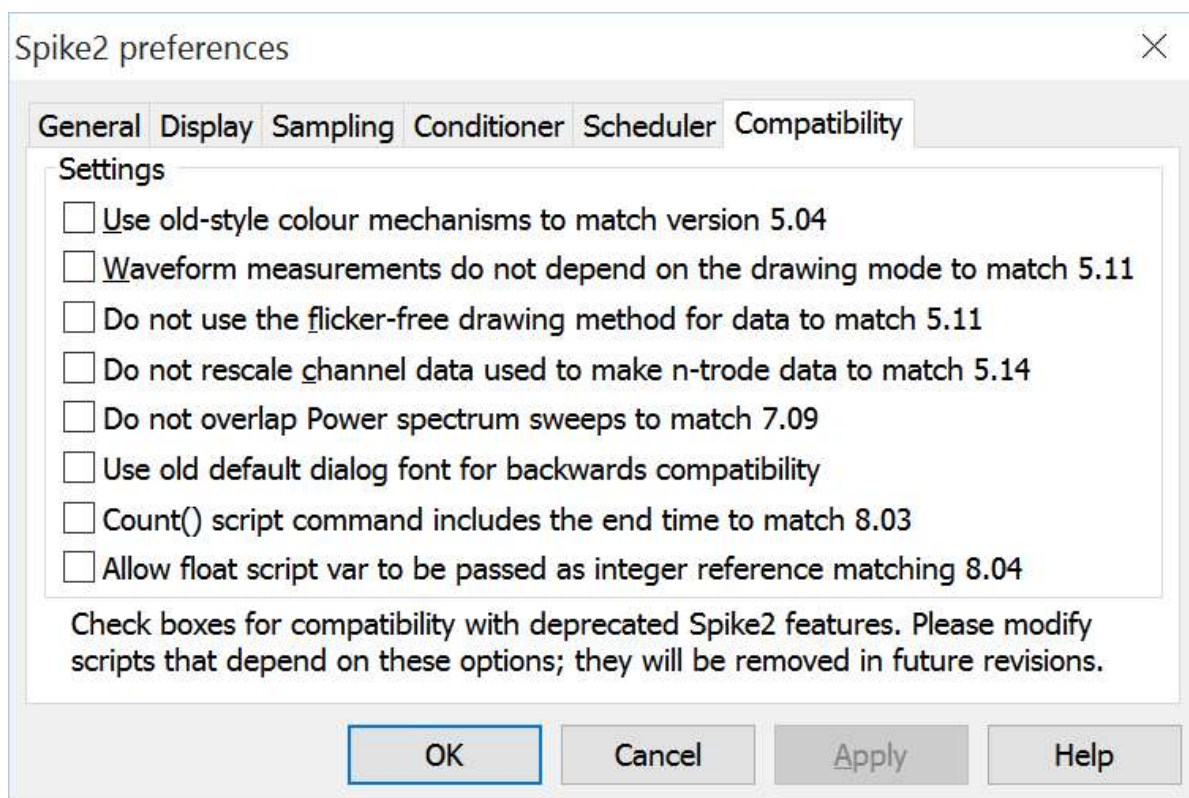 Spike2 preferences
General Display Sampling Conditioner Scheduler Compatibility
Settings
Use old-style colour mechanisms to match version 5.04
Waveform measurements do not depend on the drawing mode to match 5.11
Do not use the flicker-free drawing method for data to match 5.11
Do not rescale channel data used to make n-trode data to match 5.14
Do not overlap Power spectrum sweeps to match 7.09
Use old default dialog font for backwards compatibility
Count() script command includes the end time to match 8.03
Allow float script var to be passed as integer reference matching 8.04
Check boxes for compatibility with deprecated Spike2 features. Please modify
scripts that depend on these options; they will be removed in future revisions.
OK Cancel Apply Help